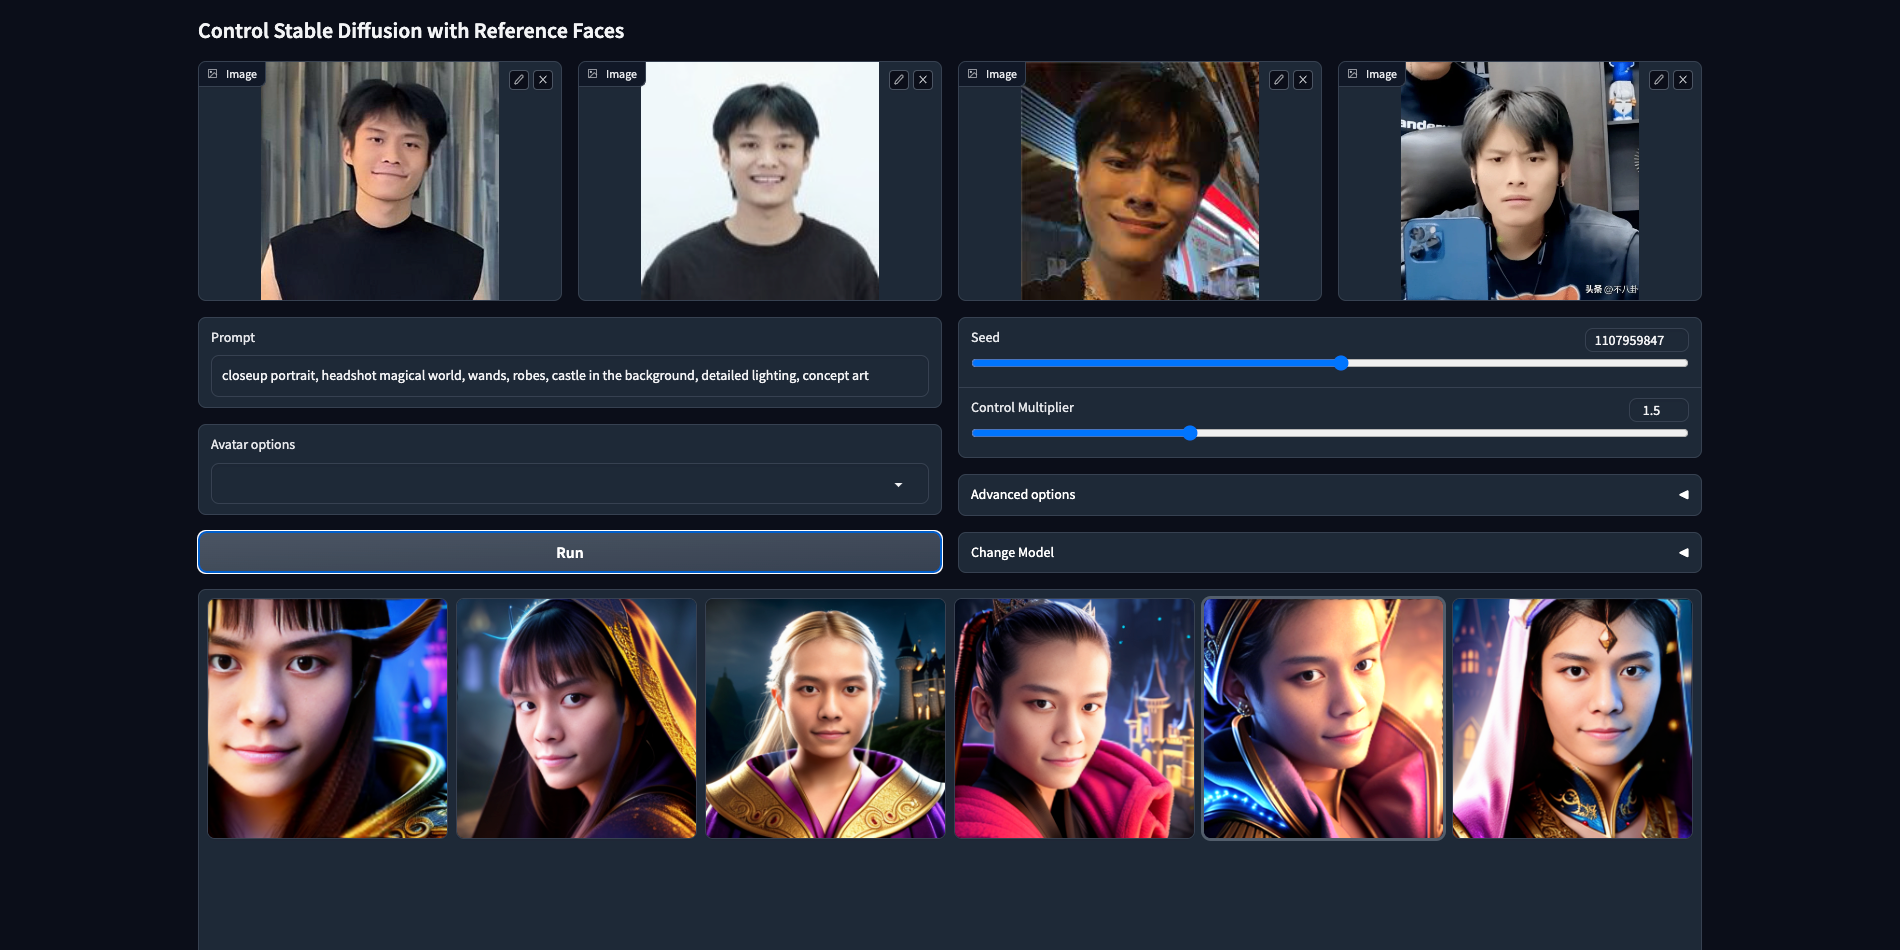 Control Stable Diffusion with Reference Faces
Image
Image
Image
Image
头条 @不八卦
Prompt
closeup portrait, headshot magical world, wands, robes, castle in the background, detailed lighting, concept art
Seed
1107959847
Control Multiplier
1.5
Avatar options
Advanced options
Run
Change Model